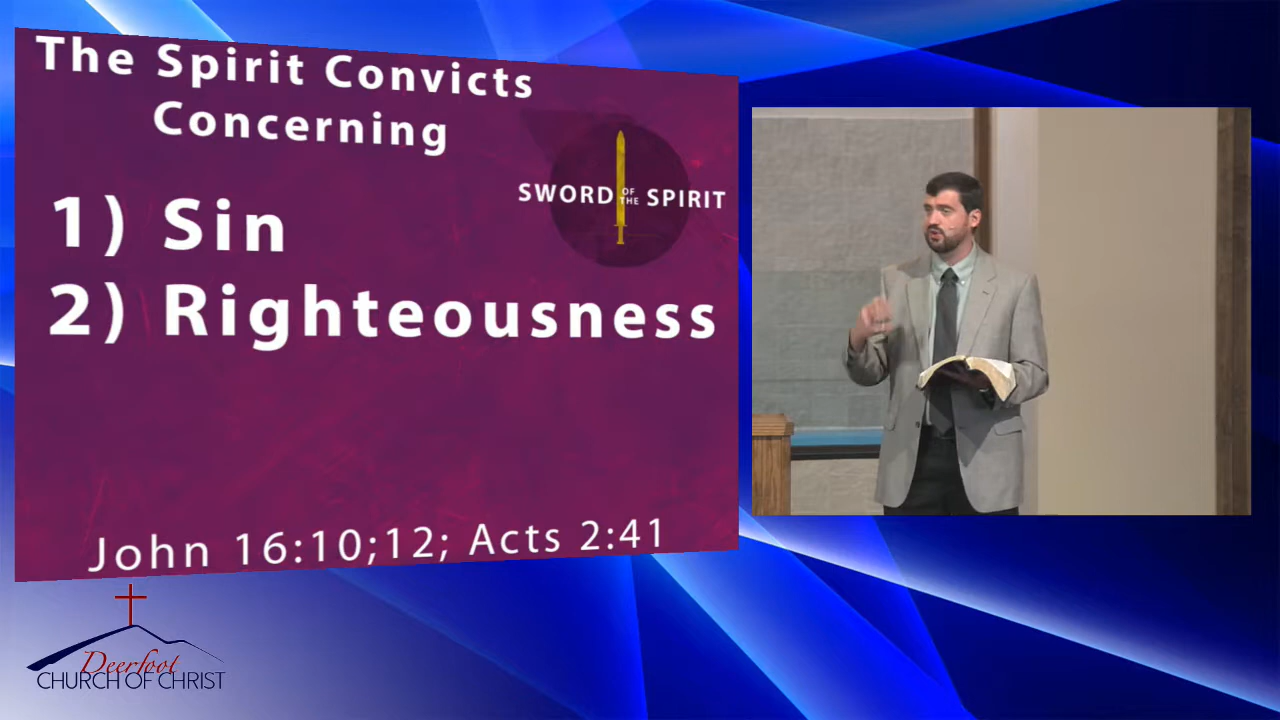 The Spirit Convicts
Concerning
SWORD OF THE SPIRIT
1) Sin
2) Righteousness
John 16:10;12; Acts 2:41
Deerfoot
CHURCH OF CHRIST